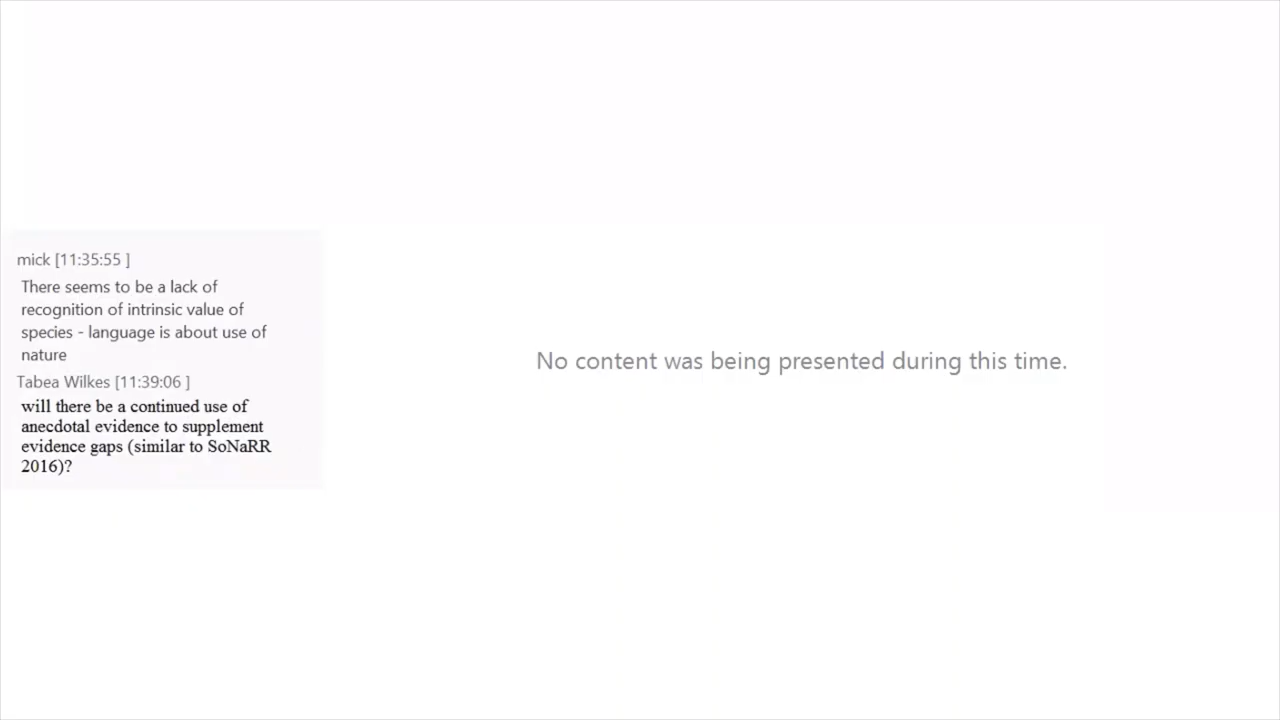 mick [11:35:55 ]
There seems to be a lack of
recognition of intrinsic value of
species - language is about use of
nature
Tabea Wilkes [11:39:06 ]
will there be a continued use of
anecdotal evidence to supplement
evidence gaps (similar to SoNaRR
2016)?
No content was being presented during this time.